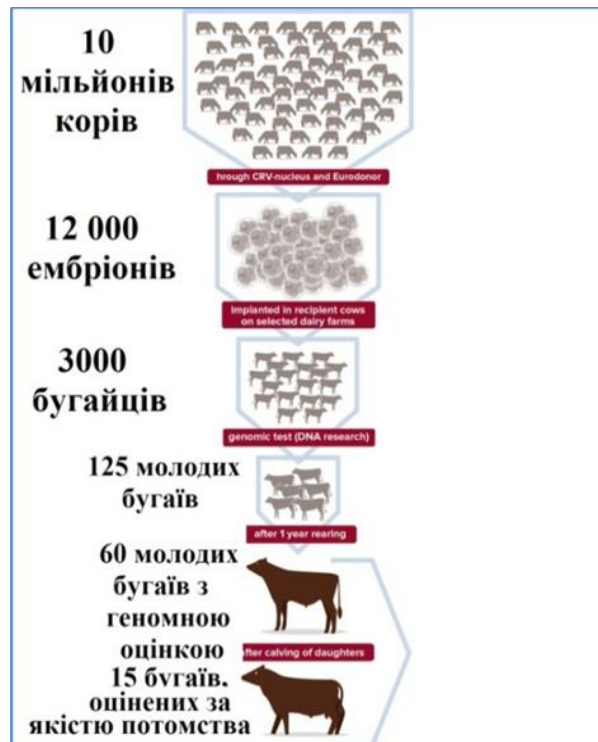 10
мільйонів
корів
hrough CRV-nucleus and Eurodonor
12 000
ембріонів
Implanted in recipient cows
on selected dairy farms
3000
бугайців
genomic test (DNA research)
125 молодих
бугаїв
after 1 year rearing
60 молодих
бугаїв з
геномною
оцінкою
after calving of daughters
15 бугаїв,
оцінених за
якістю потомства